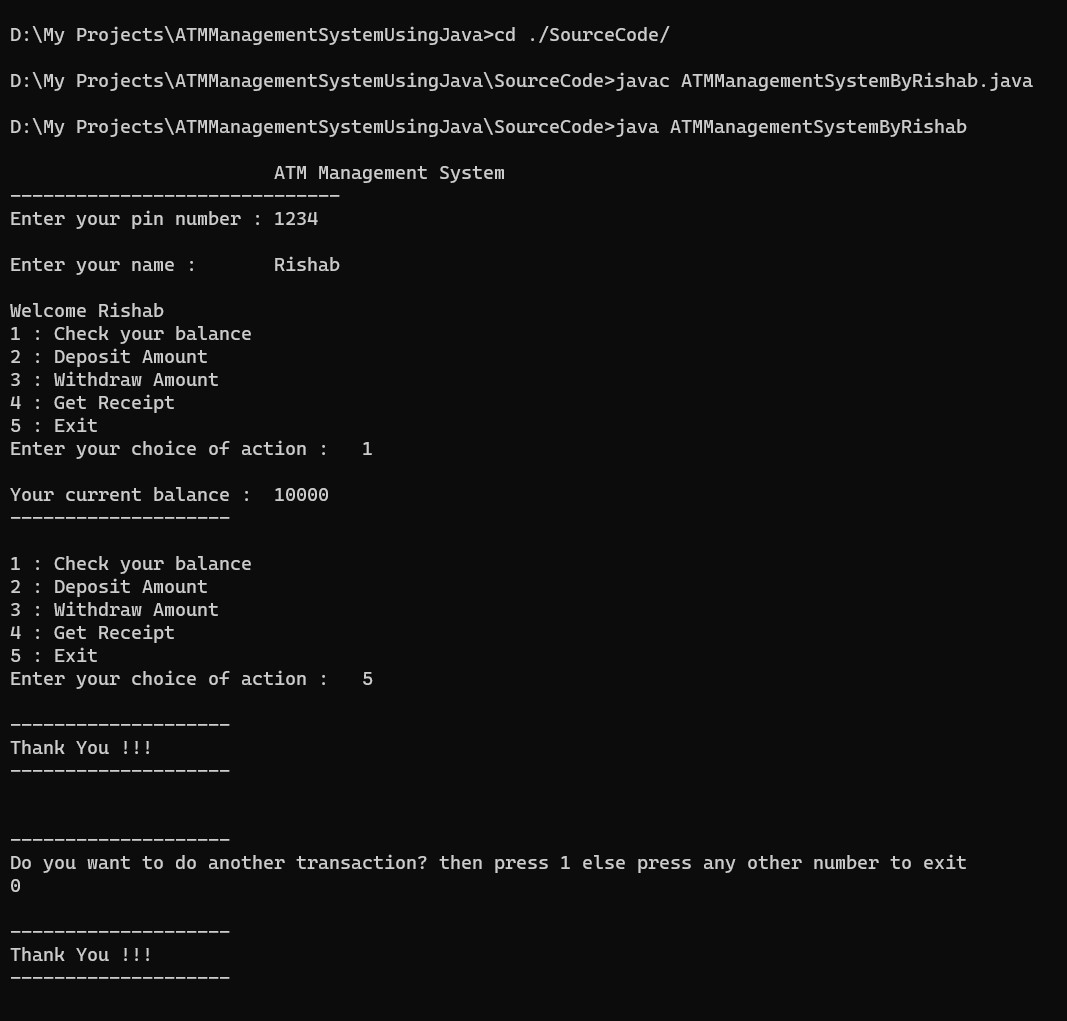 D:\My Projects\ATMManagementSystemUsingJava>cd ./SourceCode/
D:\My Projects\ATMManagementSystemUsingJava\SourceCode>javac ATMManagementSystemByRishab.java
D:\My Projects\ATMManagementSystemUsingJava\SourceCode>java ATMManagementSystemByRishab
ATM Management System
------------------------------
Enter your pin number : 1234
Enter your name :       Rishab
Welcome Rishab
1 : Check your balance
2 : Deposit Amount
3 : Withdraw Amount
4 : Get Receipt
5 : Exit
Enter your choice of action :   1
Your current balance :  10000
--------------------
1 : Check your balance
2 : Deposit Amount
3 : Withdraw Amount
4 : Get Receipt
5 : Exit
Enter your choice of action :   5
--------------------
Thank You !!!
--------------------
--------------------
Do you want to do another transaction? then press 1 else press any other number to exit
0
--------------------
Thank You !!!
--------------------